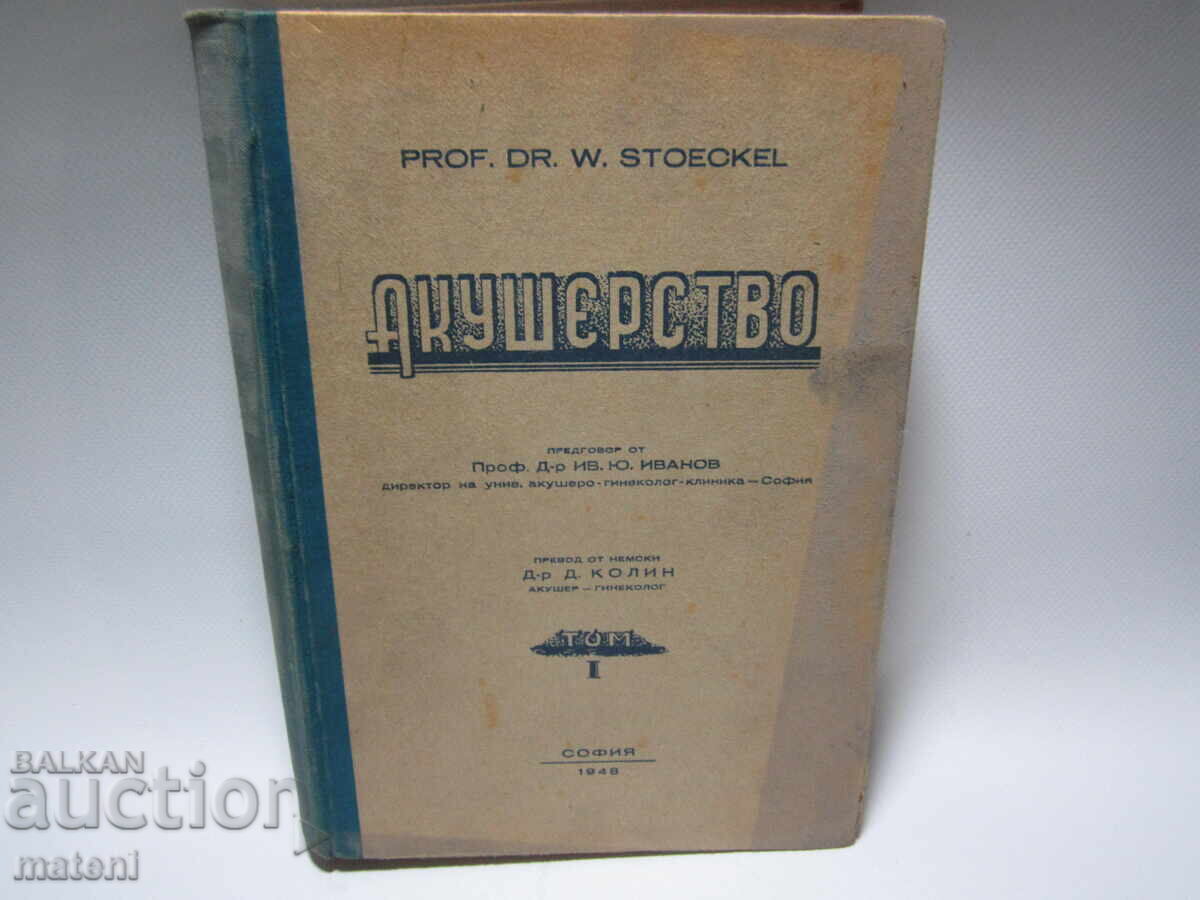 PROF. DR. W. STOECKEL
АКУШЕРСТВО
ПРЕДГОВОР ОТ
Проф. Д-р ИВ. Ю. ИВАНОВ
директор на унив. акушеро-гинеколог-клиника — София
ПРЕВОД ОТ НЕМСКИ
Д-р Д. КОЛИН
АКУШЕР — ГИНЕКОЛОГ
ТОМ
I
СОФИЯ
1948
BALKAN
auction
mateni